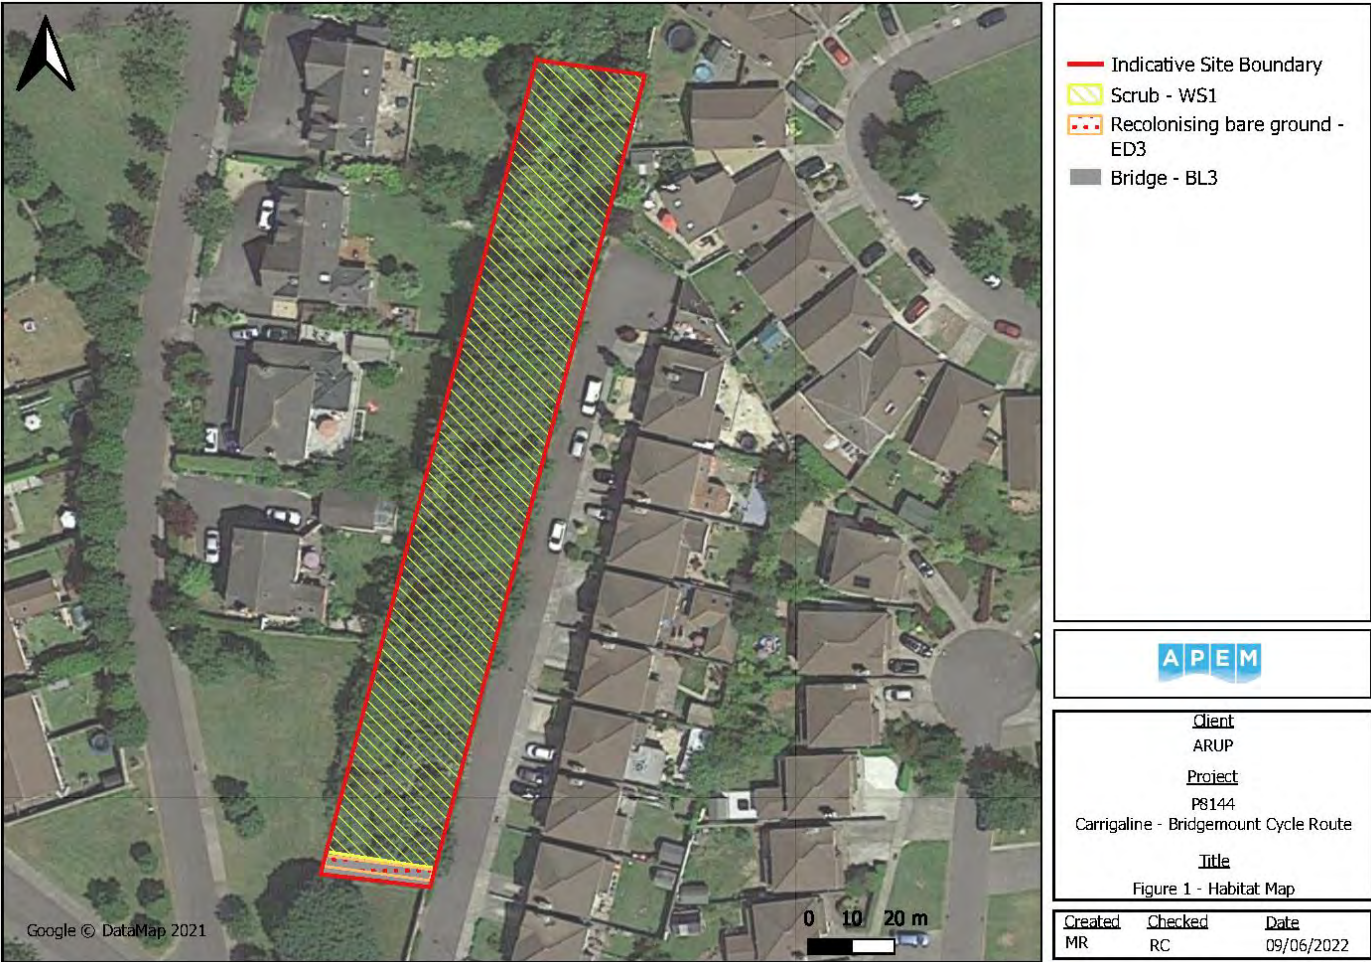 Indicative Site Boundary
Scrub - WS1
Recolonising bare ground -
ED3
Bridge - BL3
APEM
Client
ARUP
Project
P8144
Carrigaline - Bridgemount Cycle Route
Title
Figure 1 - Habitat Map
Created Checked Date
MR RC 09/06/2022
0 10 20 m
Google © DataMap 2021